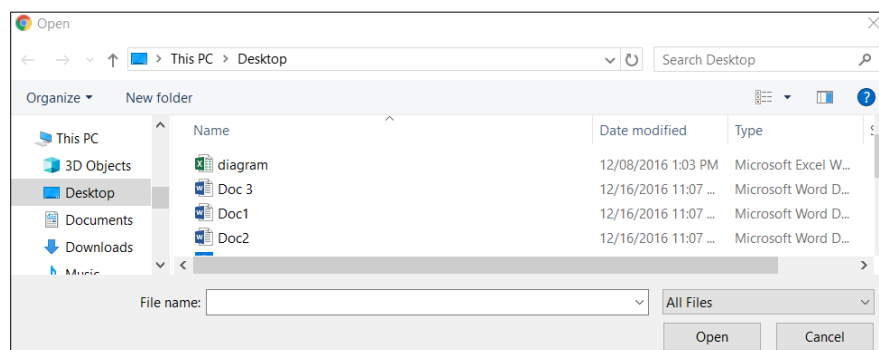 Open
This PC > Desktop
Search Desktop
Organize
New folder
This PC
3D Objects
Desktop
Documents
Downloads
Music
Name Date modified Type
diagram 12/08/2016 1:03 PM Microsoft Excel W...
Doc 3 12/16/2016 11:07 ... Microsoft Word D...
Doc1 12/16/2016 11:07 ... Microsoft Word D...
Doc2 12/16/2016 11:07 ... Microsoft Word D...
File name:
All Files
Open
Cancel